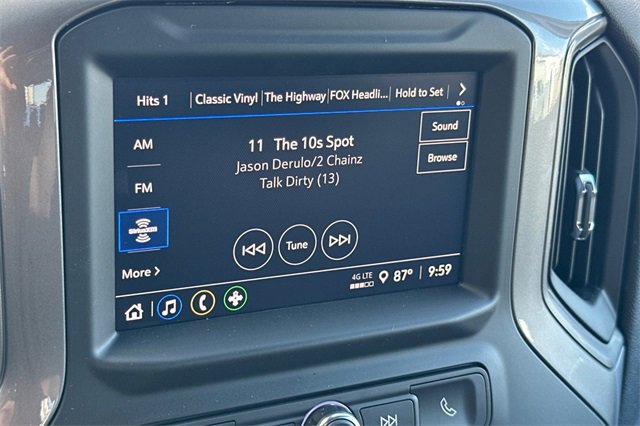 Hits 1 Classic Vinyl The Highway FOX Headli... Hold to Set
AM
11 The 10s Spot
Sound
Jason Derulo/2 Chainz
Browse
Talk Dirty (13)
FM
SiriusXM
Tune
More
4G LTE
87° 9:59